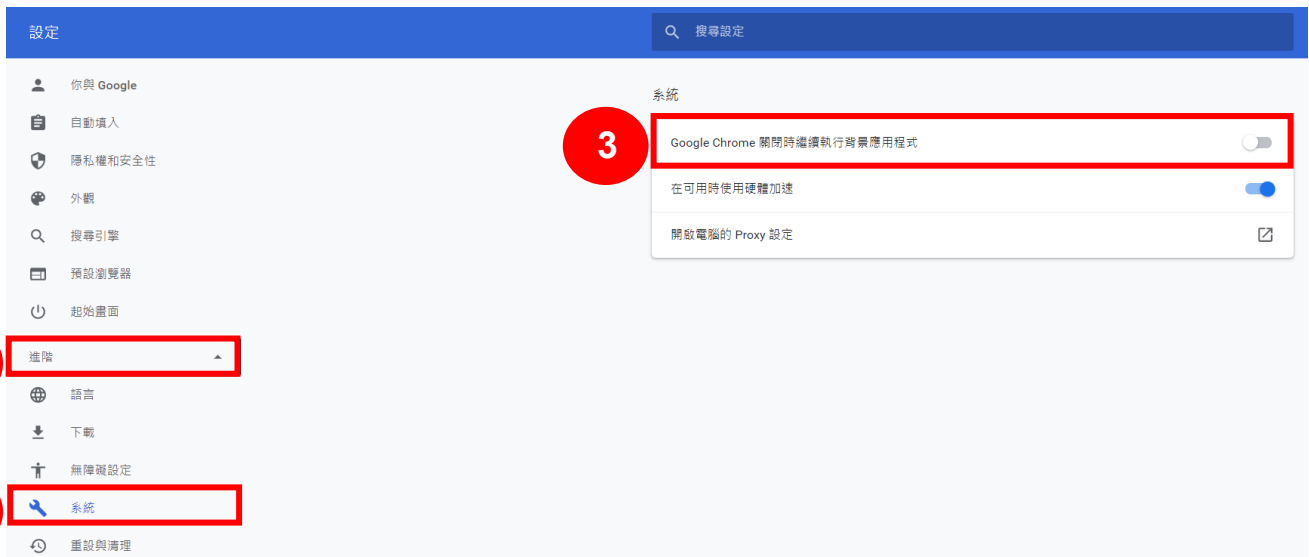 設定
搜尋設定
你與 Google
自動填入
隱私權和安全性
外觀
搜尋引擎
預設瀏覽器
起始畫面
進階
語言
下載
無障礙設定
系統
重設與清理
系統
3
Google Chrome 關閉時繼續執行背景應用程式
在可用時使用硬體加速
開啟電腦的 Proxy 設定